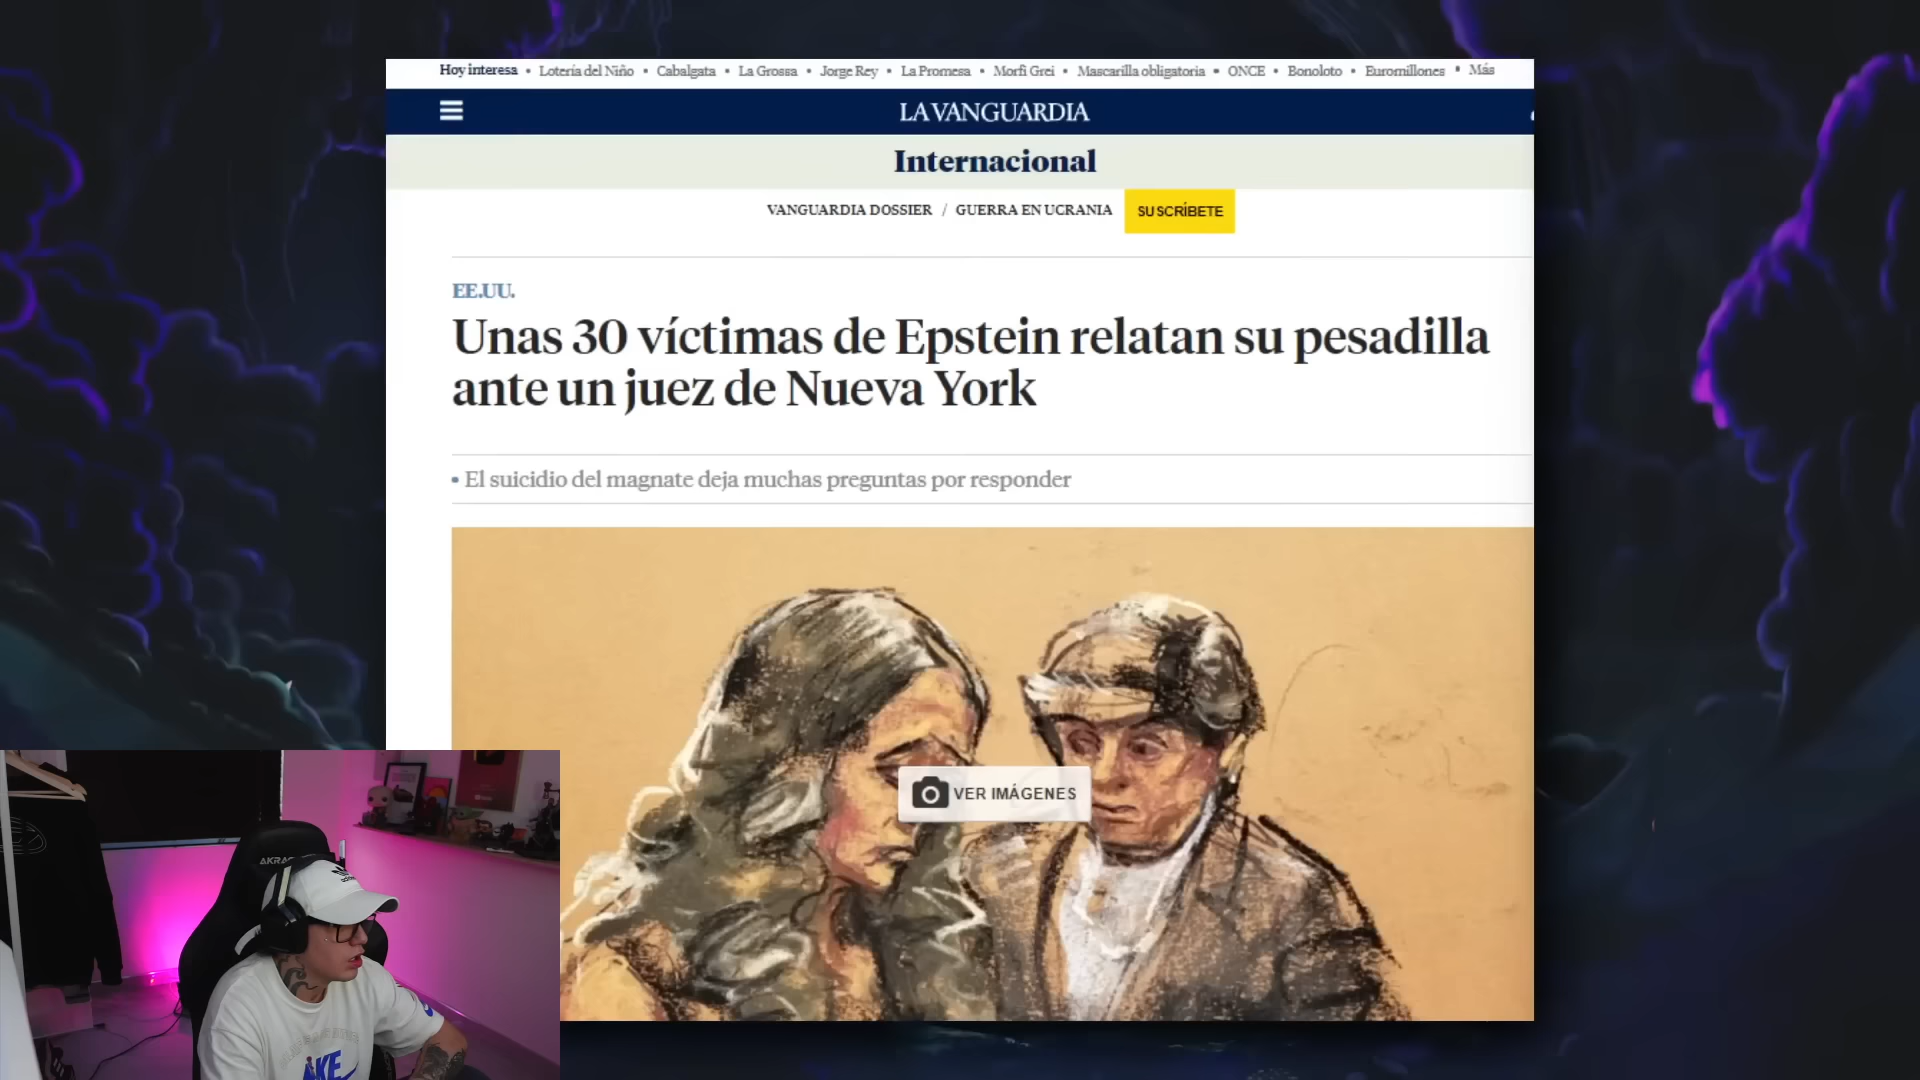 Hoy interesa • Lotería del Niño • Cabalgata • La Grossa • Jorge Rey • La Promesa • Morfi Grei • Mascarilla obligatoria • ONCE • Bonoloto • Euromillones • Más
LA VANGUARDIA
Internacional
VANGUARDIA DOSSIER / GUERRA EN UCRANIA SUSCRÍBETE
EE.UU.
Unas 30 víctimas de Epstein relatan su pesadilla
ante un juez de Nueva York
• El suicidio del magnate deja muchas preguntas por responder
VER IMÁGENES